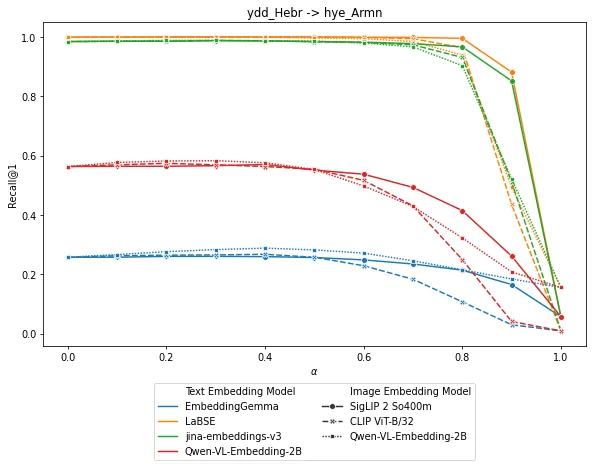 ydd_Hebr -> hye_Armn
1.0
0.8
0.6
0.4
0.2
0.0
Recall@1
0.0 0.2 0.4 0.6 0.8 1.0
α
Text Embedding Model Image Embedding Model
EmbeddingGemma SigLIP 2 So400m
LaBSE CLIP ViT-B/32
jina-embeddings-v3 Qwen-VL-Embedding-2B
Qwen-VL-Embedding-2B